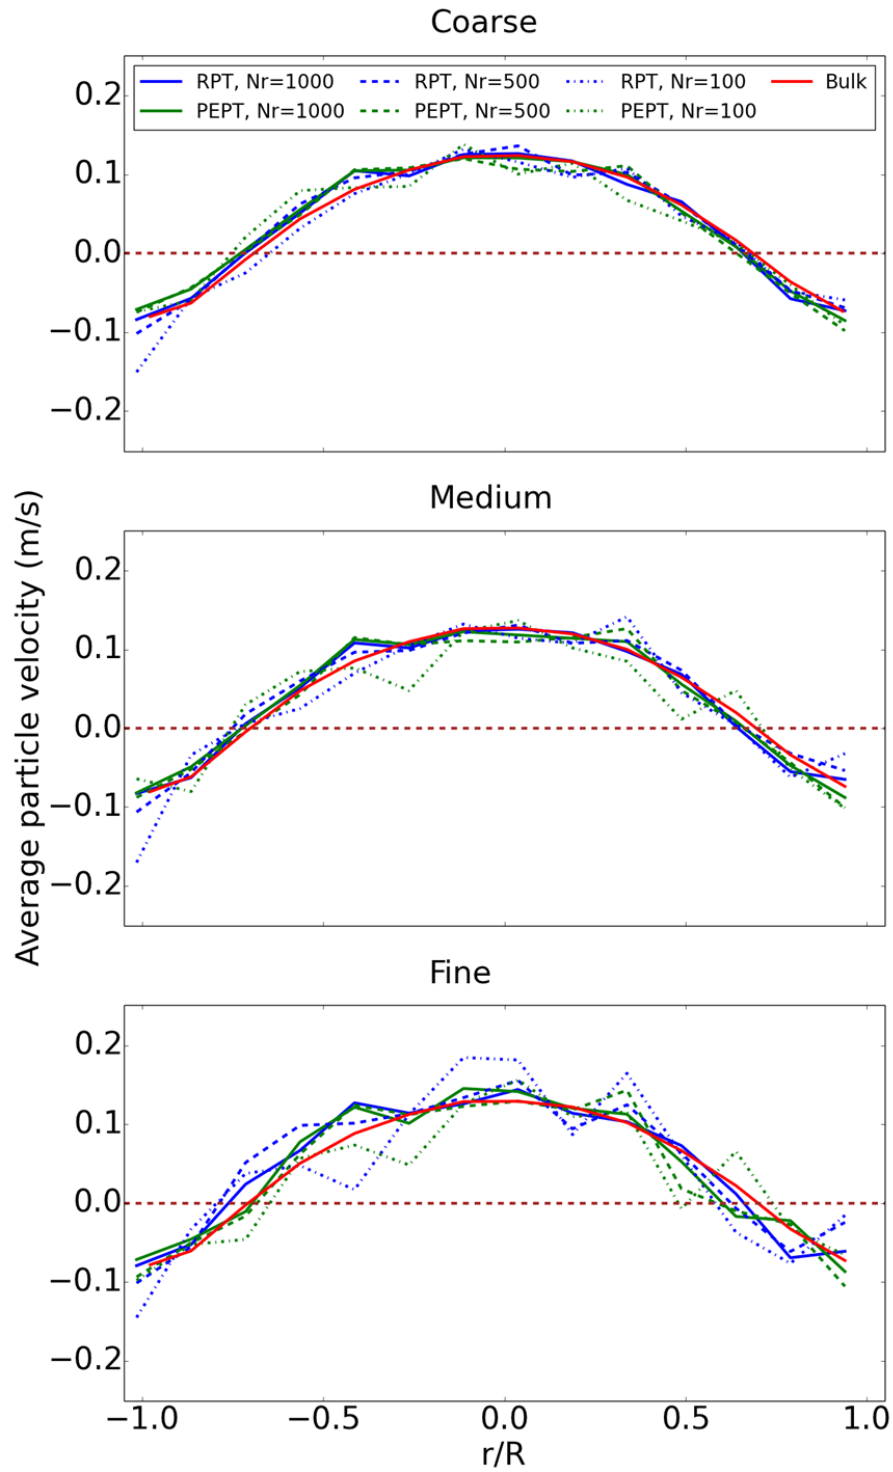 Coarse
RPT, Nr=1000 RPT, Nr=500 RPT, Nr=100 Bulk
PEPT, Nr=1000 PEPT, Nr=500 PEPT, Nr=100
0.2
0.1
0.0
−0.1
−0.2
Medium
0.2
0.1
0.0
−0.1
−0.2
Average particle velocity (m/s)
Fine
0.2
0.1
0.0
−0.1
−0.2
−1.0 −0.5 0.0 0.5 1.0
r/R